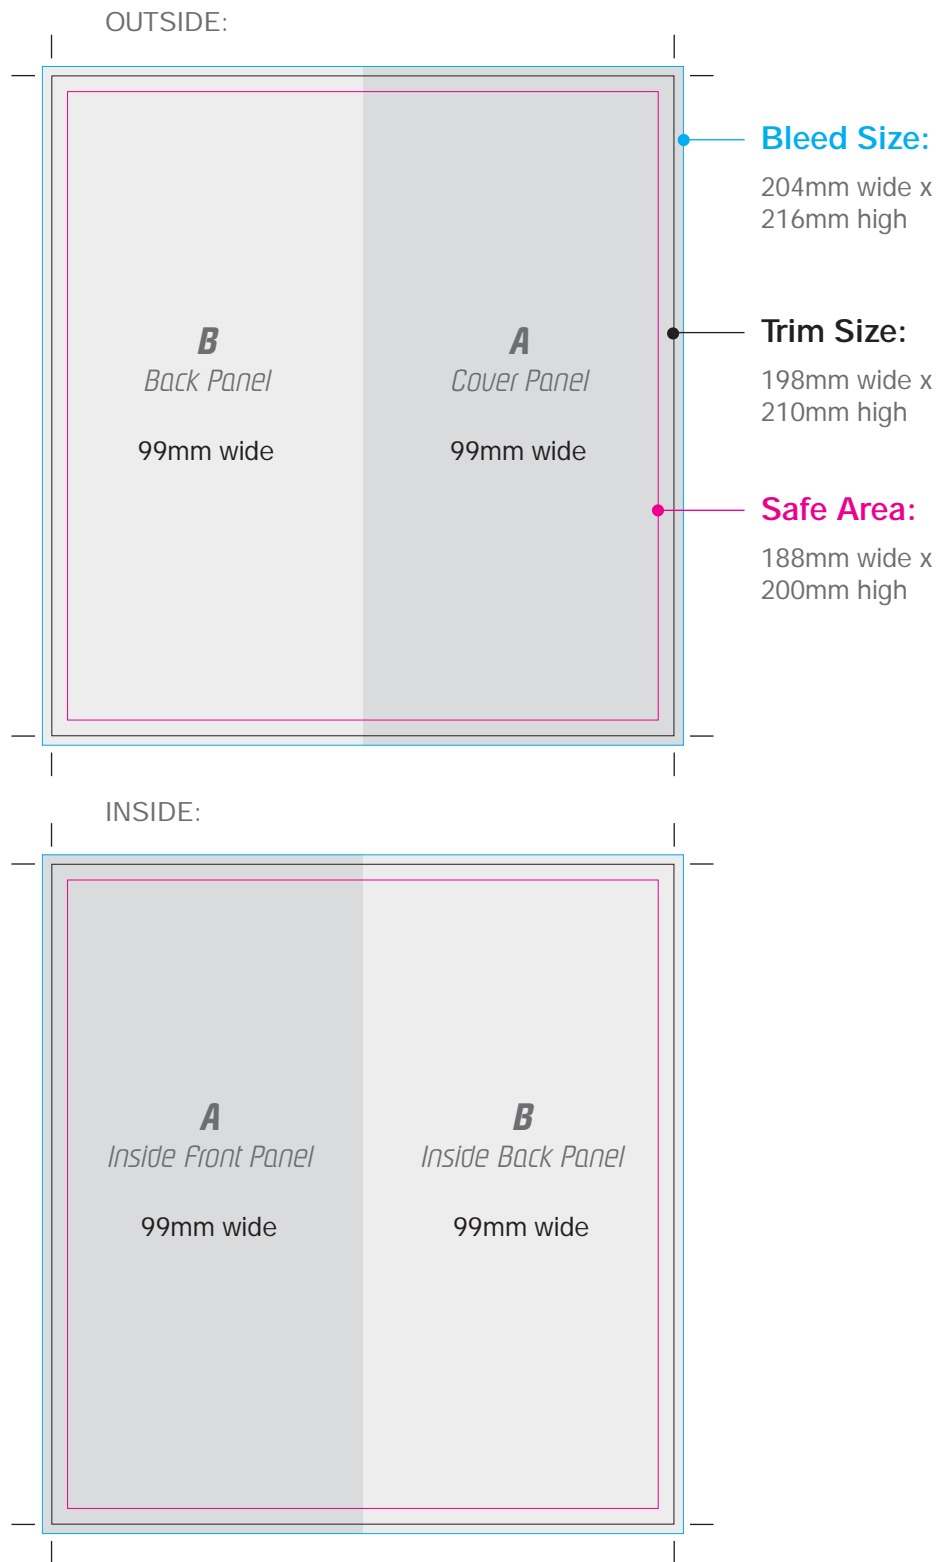 OUTSIDE:
Bleed Size:
204mm wide x
216mm high
B
Back Panel
99mm wide
A
Cover Panel
99mm wide
Trim Size:
198mm wide x
210mm high
Safe Area:
188mm wide x
200mm high
INSIDE:
A
Inside Front Panel
99mm wide
B
Inside Back Panel
99mm wide